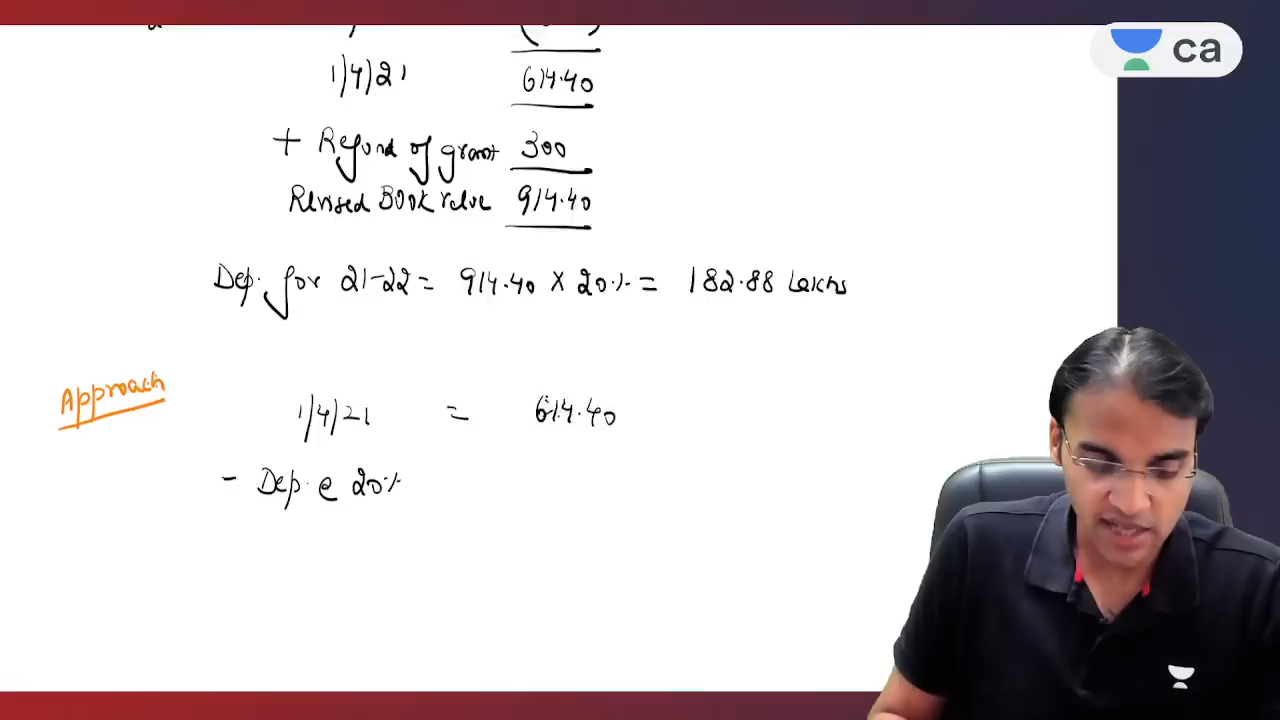 ca
1/4/21 614.40
+ Refund of grant 300
Revised Book Value 914.40
Dep. for 21-22 = 914.40 x 20% = 182.88 Lakhs
Approach
1/4/21 = 614.40
- Dep. @ 20%